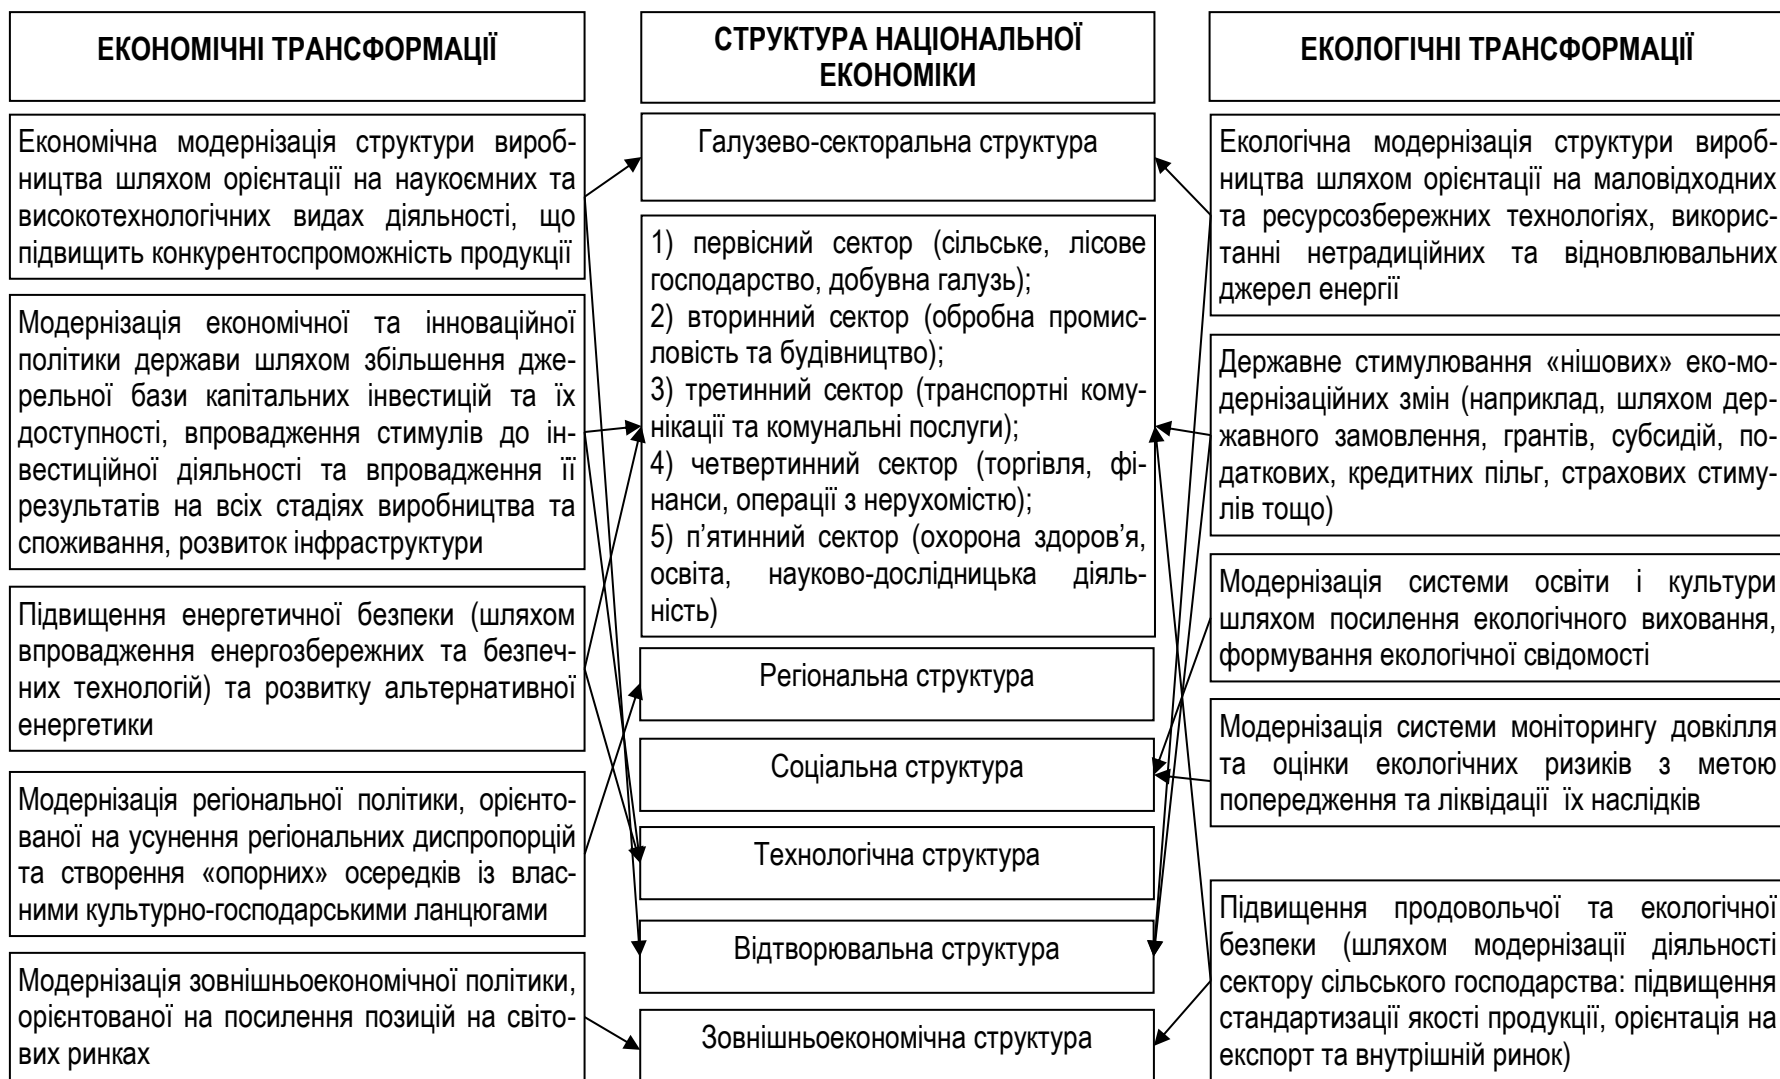 ЕКОНОМІЧНІ ТРАНСФОРМАЦІЇ
Економічна модернізація структури вироб-
ництва шляхом орієнтації на наукоємних та
високотехнологічних видах діяльності, що
підвищить конкурентоспроможність продукції
Модернізація економічної та інноваційної
політики держави шляхом збільшення дже-
рельної бази капітальних інвестицій та їх
доступності, впровадження стимулів до ін-
вестиційної діяльності та впровадження її
результатів на всіх стадіях виробництва та
споживання, розвиток інфраструктури
Підвищення енергетичної безпеки (шляхом
впровадження енергозбережних та безпеч-
них технологій) та розвитку альтернативної
енергетики
Модернізація регіональної політики, орієнто-
ваної на усунення регіональних диспропорцій
та створення «опорних» осередків із влас-
ними культурно-господарськими ланцюгами
Модернізація зовнішньоекономічної політики,
орієнтованої на посилення позицій на світо-
вих ринках
СТРУКТУРА НАЦІОНАЛЬНОЇ
ЕКОНОМІКИ
Галузево-секторальна структура
1) первісний сектор (сільське, лісове
господарство, добувна галузь);
2) вторинний сектор (обробна промис-
ловість та будівництво);
3) третинний сектор (транспортні кому-
нікації та комунальні послуги);
4) четвертинний сектор (торгівля, фі-
нанси, операції з нерухомістю);
5) п’ятинний сектор (охорона здоров’я,
освіта, науково-дослідницька діяль-
ність)
Регіональна структура
Соціальна структура
Технологічна структура
Відтворювальна структура
Зовнішньоекономічна структура
ЕКОЛОГІЧНІ ТРАНСФОРМАЦІЇ
Екологічна модернізація структури вироб-
ництва шляхом орієнтації на маловідходних
та ресурсозбережних технологіях, викорис-
танні нетрадиційних та відновлювальних
джерел енергії
Державне стимулювання «нішових» еко-мо-
дернізаційних змін (наприклад, шляхом дер-
жавного замовлення, грантів, субсидій, по-
даткових, кредитних пільг, страхових стиму-
лів тощо)
Модернізація системи освіти і культури
шляхом посилення екологічного виховання,
формування екологічної свідомості
Модернізація системи моніторингу довкілля
та оцінки екологічних ризиків з метою
попередження та ліквідації їх наслідків
Підвищення продовольчої та екологічної
безпеки (шляхом модернізації діяльності
сектору сільського господарства: підвищення
стандартизації якості продукції, орієнтація на
експорт та внутрішній ринок)